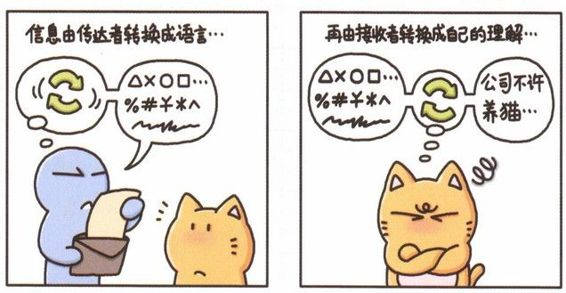 信息由传达者转换成语言…
△×○□…
%#¥*^
再由接收者转换成自己的理解…
△×○□…
%#¥*^
公司不许
养猫…